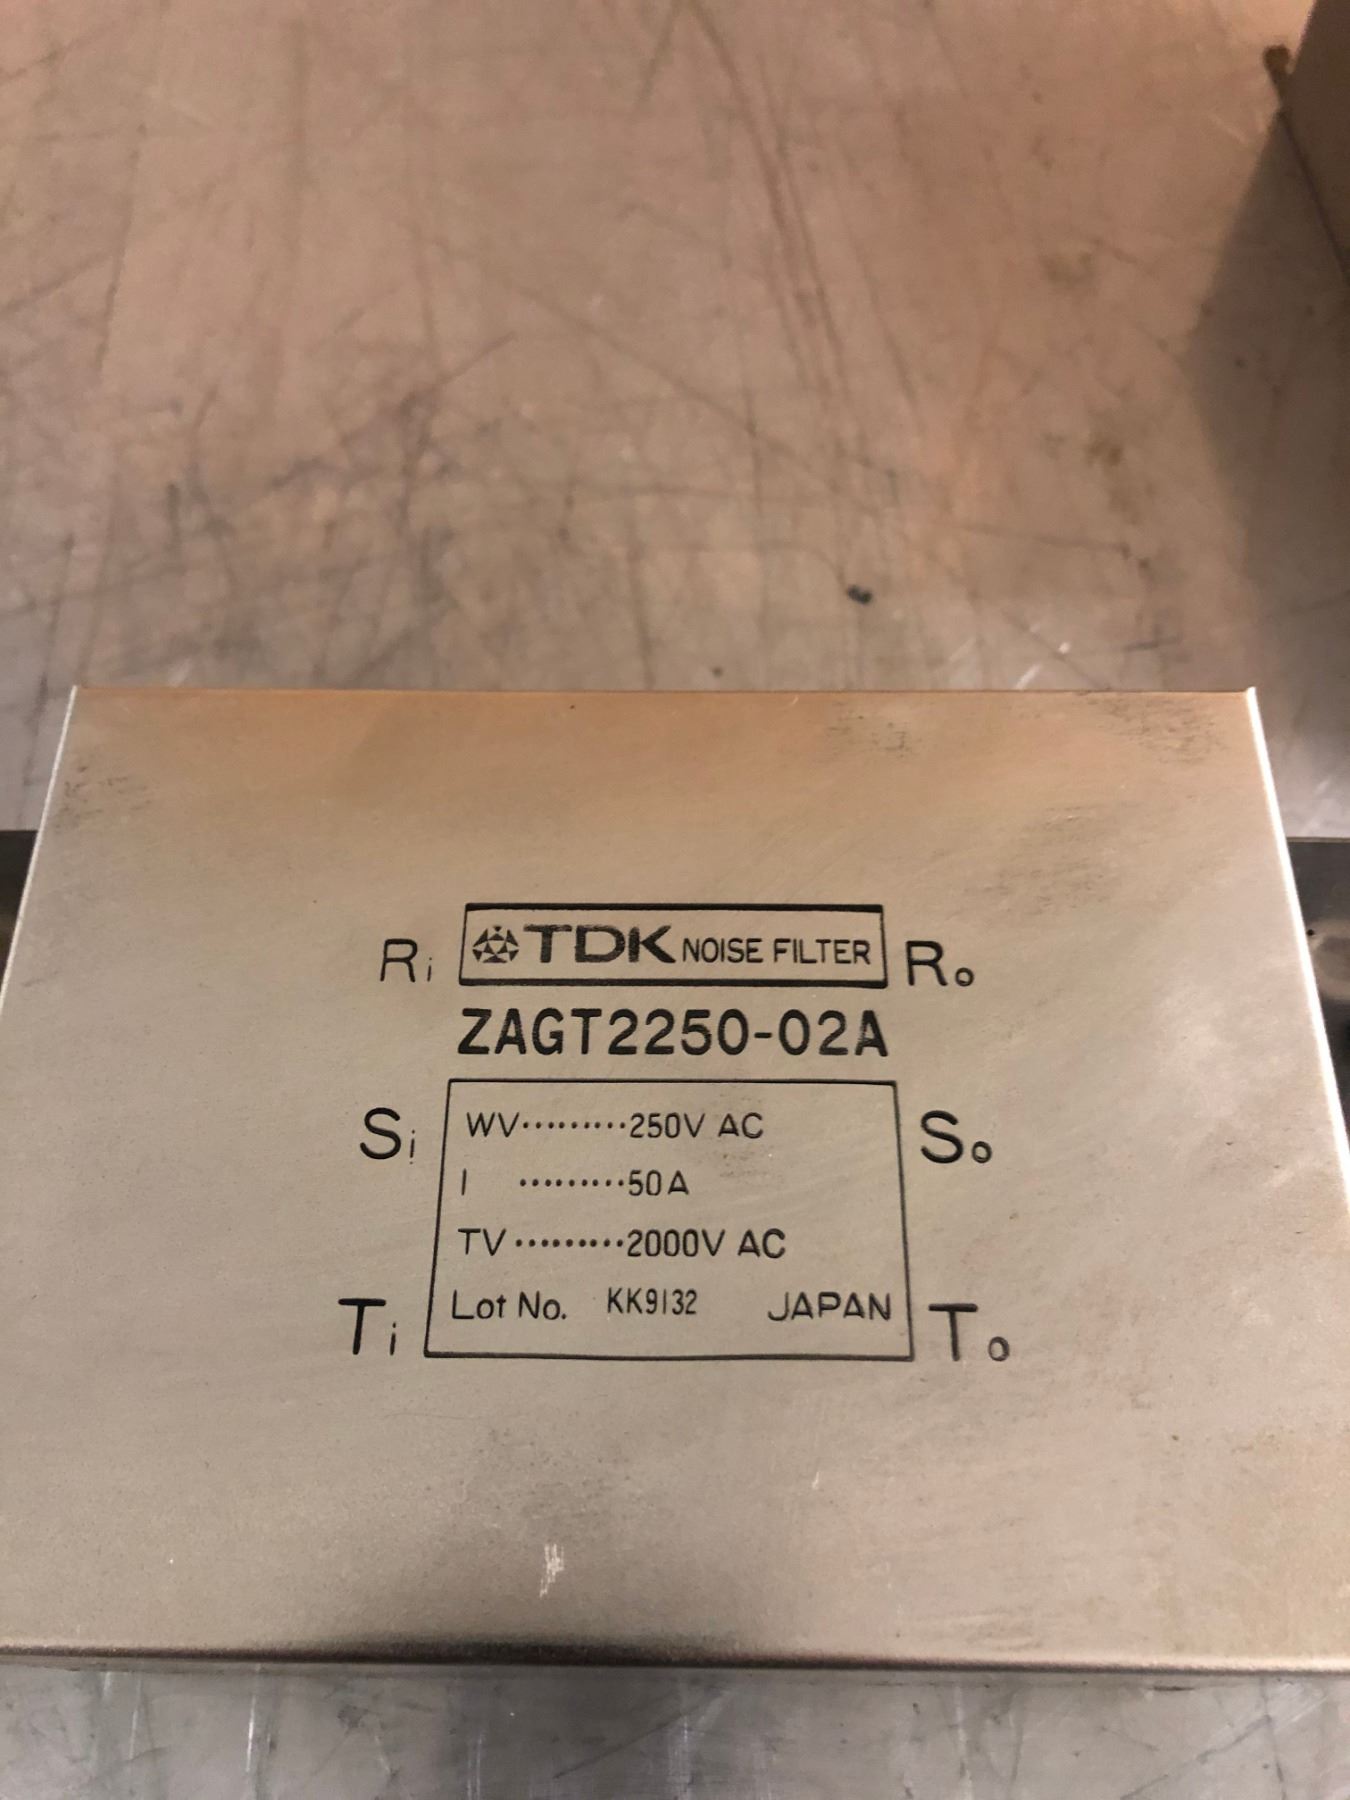 Ri TDK NOISE FILTER Ro
ZAGT2250-02A
Si WV·········250V AC So
I ·········50A
TV·········2000V AC
Ti Lot No. KK9132 JAPAN To